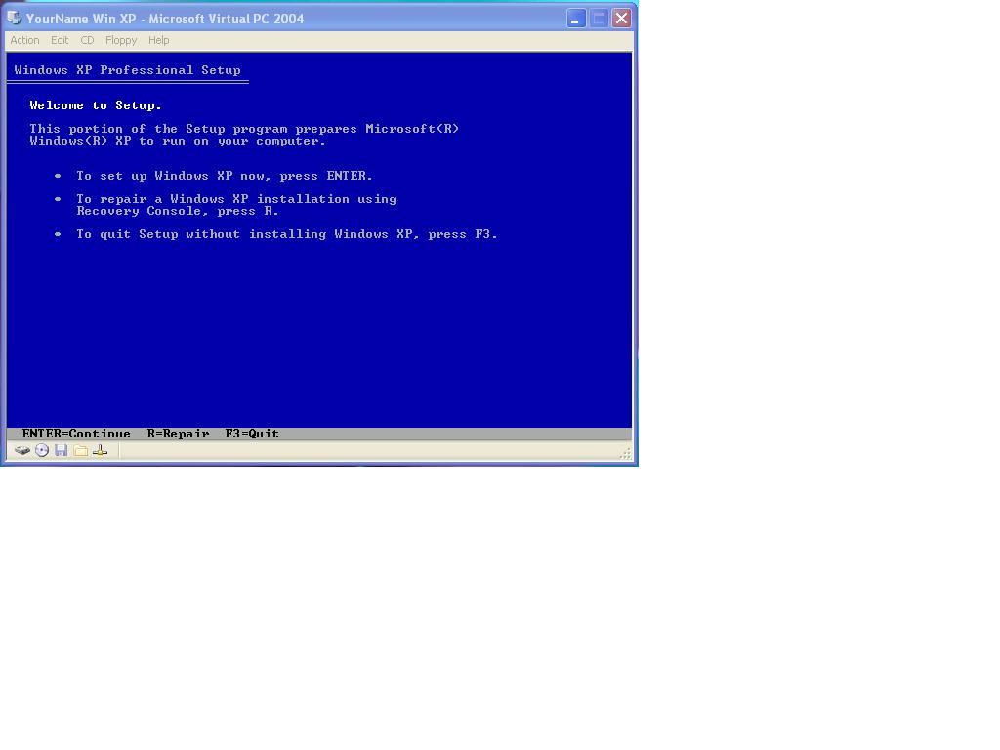 YourName Win XP - Microsoft Virtual PC 2004
Action Edit CD Floppy Help
Windows XP Professional Setup
Welcome to Setup.
This portion of the Setup program prepares Microsoft(R)
Windows(R) XP to run on your computer.
• To set up Windows XP now, press ENTER.
• To repair a Windows XP installation using
Recovery Console, press R.
• To quit Setup without installing Windows XP, press F3.
ENTER=Continue R=Repair F3=Quit